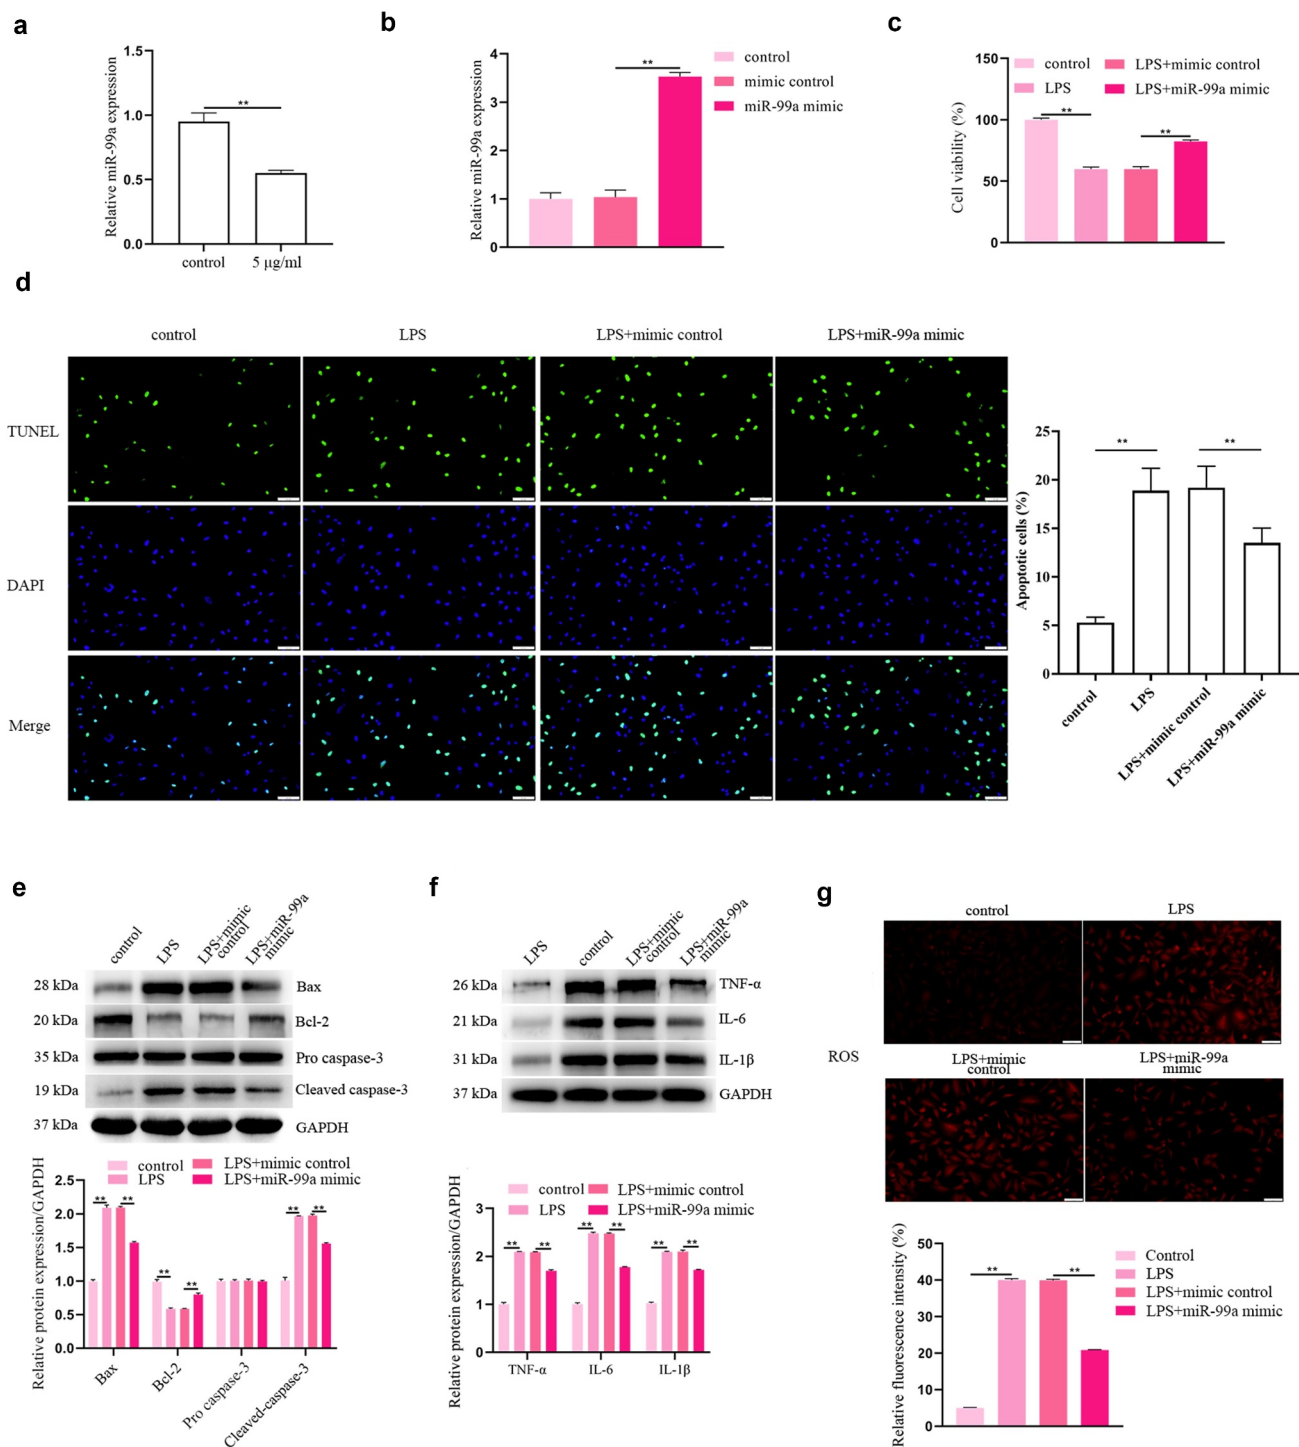 a
1.5
1.0
0.5
0.0
Relative miR-99a expression
**
control
5 μg/ml
b
4
3
2
1
0
Relative miR-99a expression
**
control
mimic control
miR-99a mimic
c
150
100
50
0
Cell viability (%)
control
LPS
LPS+mimic control
LPS+miR-99a mimic
**
**
d
control
LPS
LPS+mimic control
LPS+miR-99a mimic
TUNEL
DAPI
Merge
25
20
15
10
5
0
Apoptotic cells (%)
**
**
control
LPS
LPS+mimic control
LPS+miR-99a mimic
e
control
LPS
LPS+mimic
control
LPS+miR-99a
mimic
28 kDa
Bax
20 kDa
Bcl-2
35 kDa
Pro caspase-3
19 kDa
Cleaved caspase-3
37 kDa
GAPDH
control
LPS
LPS+mimic control
LPS+miR-99a mimic
Relative protein expression/GAPDH
2.5
2.0
1.5
1.0
0.5
0.0
**
**
**
**
**
**
Bax
Bcl-2
Pro caspase-3
Cleaved-caspase-3
f
LPS
control
LPS+mimic
control
LPS+miR-99a
mimic
26 kDa
TNF-α
21 kDa
IL-6
31 kDa
IL-1β
37 kDa
GAPDH
control
LPS
LPS+mimic control
LPS+miR-99a mimic
Relative protein expression/GAPDH
3
2
1
0
**
**
**
**
**
**
TNF-α
IL-6
IL-1β
g
control
LPS
ROS
LPS+mimic
control
LPS+miR-99a
mimic
Relative fluorescence intensity (%)
50
40
30
20
10
0
**
**
Control
LPS
LPS+mimic control
LPS+miR-99a mimic